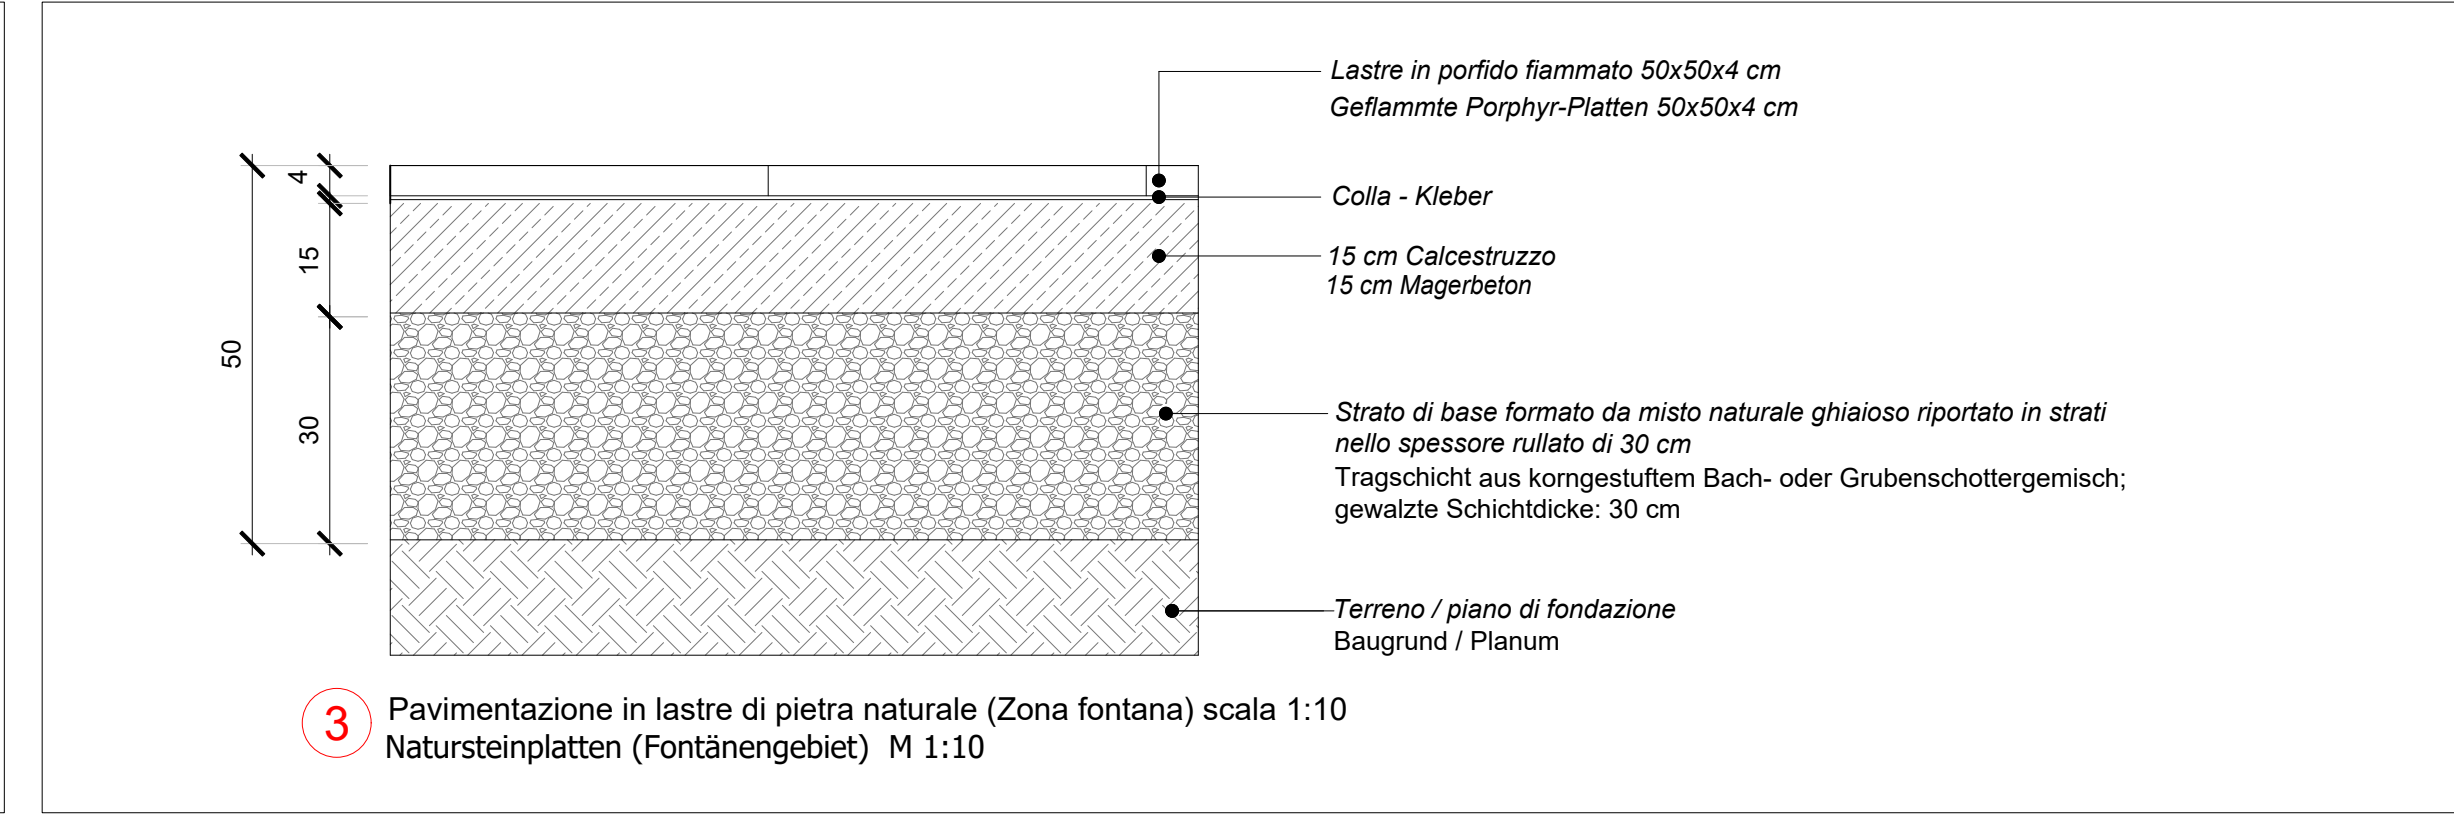 Lastre in porfido fiammato 50x50x4 cm
Geflammte Porphyr-Platten 50x50x4 cm
4
Colla - Kleber
15
15 cm Calcestruzzo
15 cm Magerbeton
50
30
Strato di base formato da misto naturale ghiaioso riportato in strati
nello spessore rullato di 30 cm
Tragschicht aus korngestuftem Bach- oder Grubenschottergemisch;
gewalzte Schichtdicke: 30 cm
Terreno / piano di fondazione
Baugrund / Planum
3
Pavimentazione in lastre di pietra naturale (Zona fontana) scala 1:10
Natursteinplatten (Fontänengebiet) M 1:10